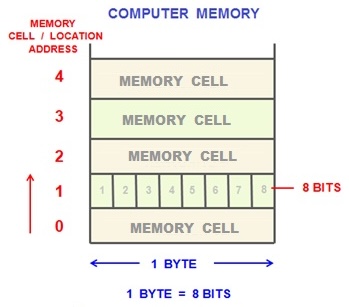 COMPUTER MEMORY
MEMORY
CELL / LOCATION
ADDRESS
4 MEMORY CELL
3 MEMORY CELL
2 MEMORY CELL
1 1 2 3 4 5 6 7 8 8 BITS
0 MEMORY CELL
1 BYTE
1 BYTE = 8 BITS